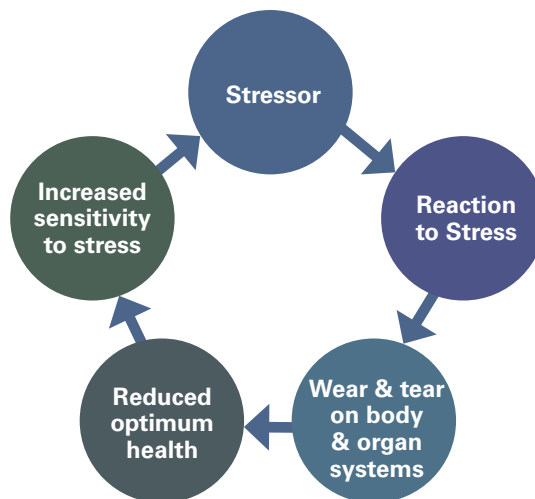 Stressor
Reaction
to Stress
Wear & tear
on body
& organ
systems
Reduced
optimum
health
Increased
sensitivity
to stress